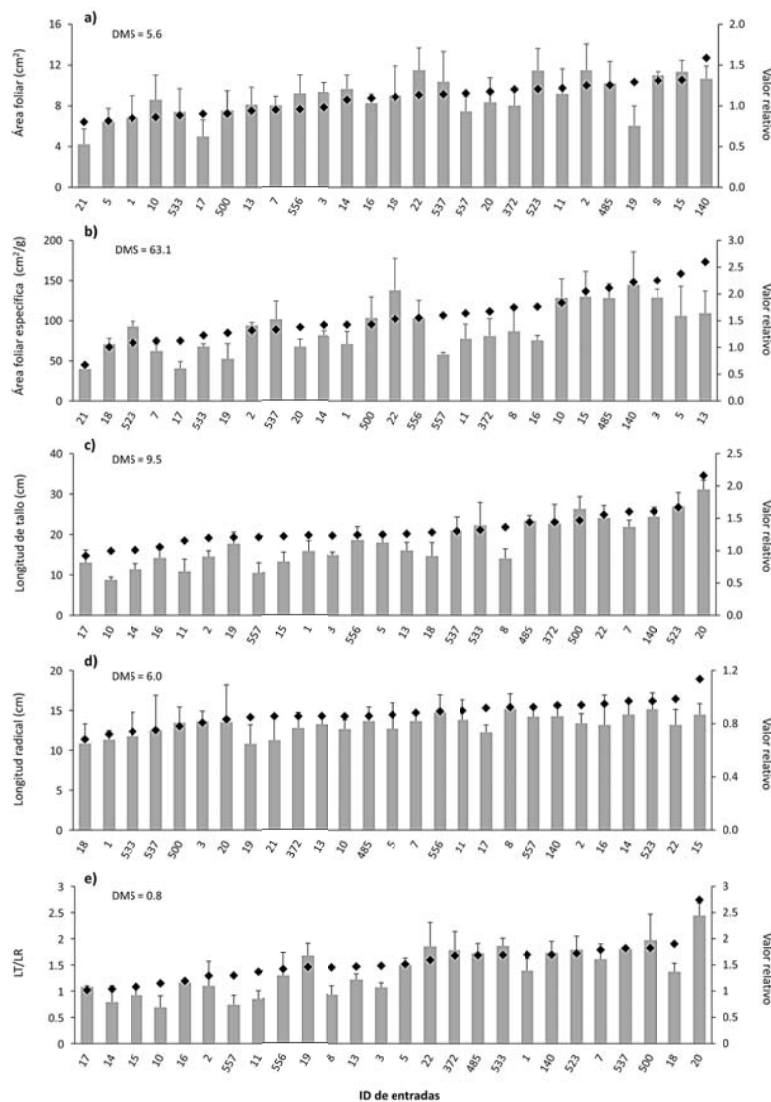 a)
DMS = 5.6
Área foliar (cm²)
Valor relativo
16
12
8
4
0
2.0
1.5
1.0
0.5
0.0
21 5 1 10 533 17 500 13 7 556 3 14 16 18 22 537 557 20 372 523 11 2 485 19 8 15 140
b)
DMS = 63.1
Área foliar específica (cm²/g)
Valor relativo
200
150
100
50
0
3.0
2.5
2.0
1.5
1.0
0.5
0.0
21 18 523 7 17 533 19 2 537 20 14 1 500 22 556 557 11 372 8 16 10 15 485 140 3 5 13
c)
DMS = 9.5
Longitud de tallo (cm)
Valor relativo
40
30
20
10
0
2.5
2.0
1.5
1.0
0.5
0.0
17 10 14 16 11 2 19 557 15 1 3 556 5 13 18 537 533 8 485 372 500 22 7 140 523 20
d)
DMS = 6.0
Longitud radical (cm)
Valor relativo
20
15
10
5
0
1.2
0.8
0.4
0.0
18 1 533 537 500 3 20 19 21 372 13 10 485 5 7 556 11 17 8 557 140 2 16 14 523 22 15
e)
DMS = 0.8
LT/LR
Valor relativo
3
2.5
2
1.5
1
0.5
0
3
2.5
2
1.5
1
0.5
0
17 14 15 10 16 2 557 11 556 19 8 13 3 5 22 372 485 533 1 140 523 7 537 500 18 20
ID de entradas